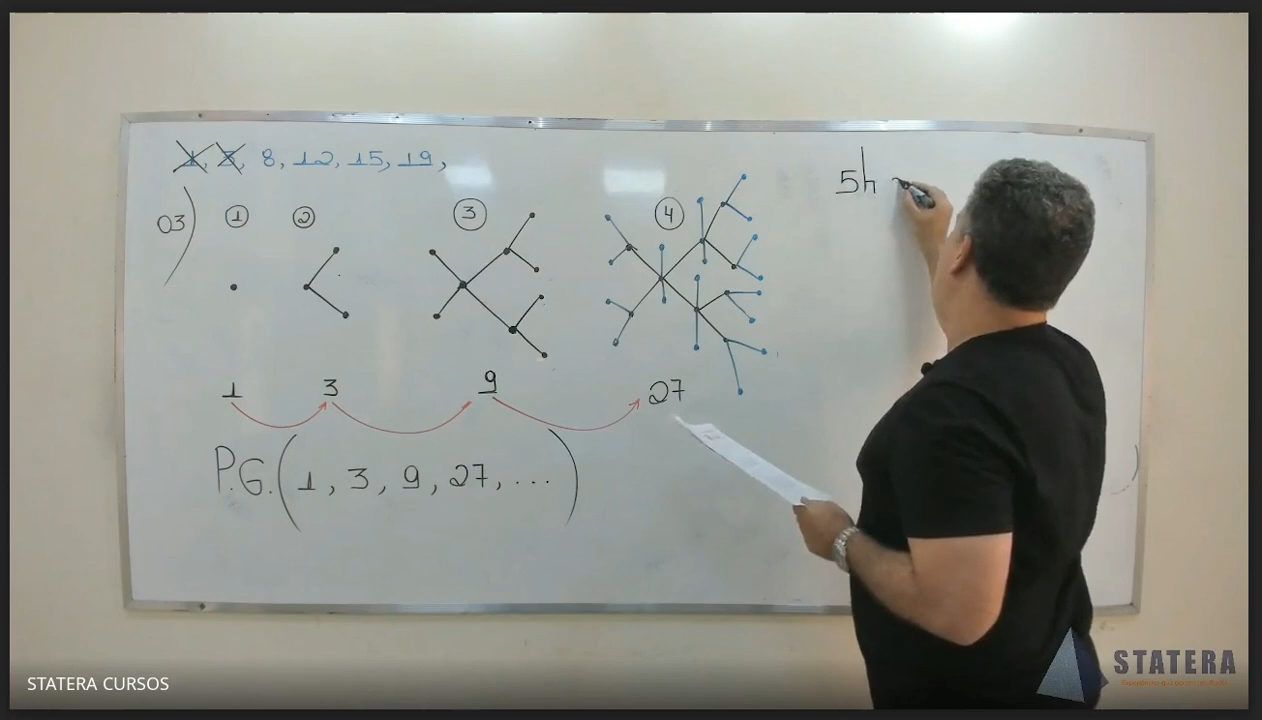 1, 3, 8, 12, 15, 19,
5h
03) ① ② ③ ④
1 3 9 27
P.G. (1, 3, 9, 27, ...)
STATERA
STATERA CURSOS